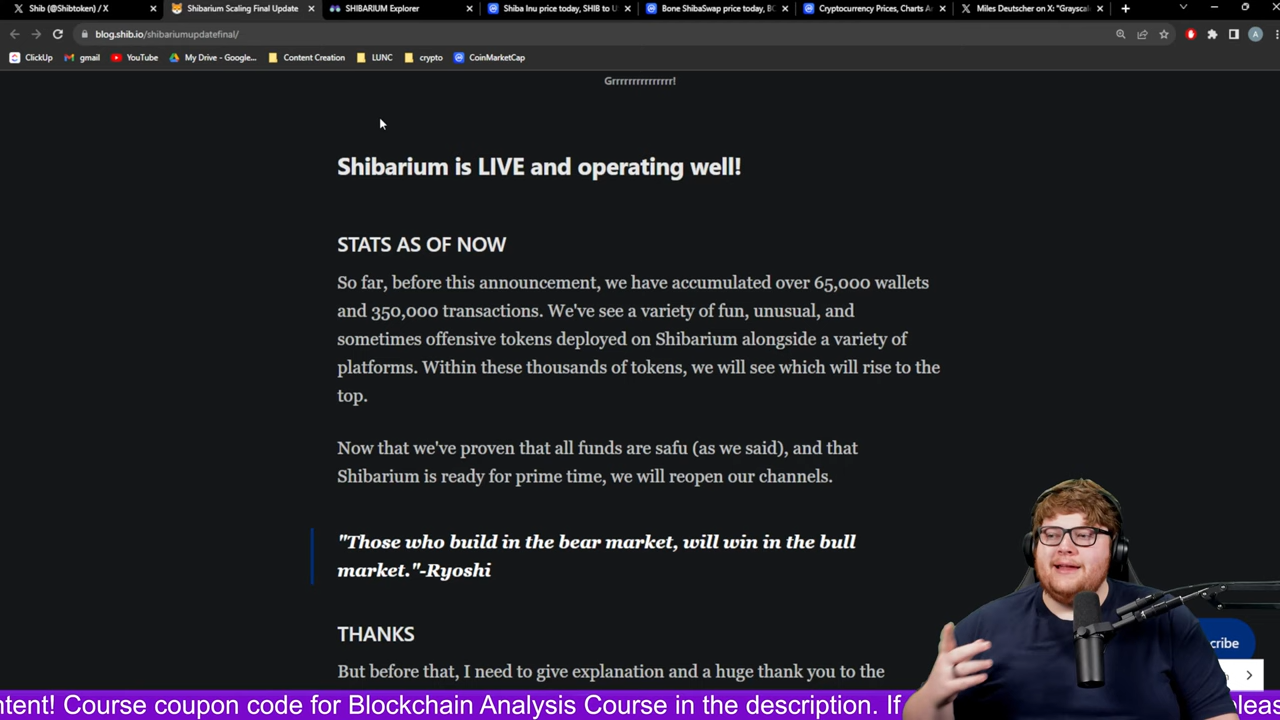 Shib (@Shibtoken) / X
Shibarium Scaling Final Update
SHIBARIUM Explorer
Shiba Inu price today, SHIB to U
Bone ShibaSwap price today, BO
Cryptocurrency Prices, Charts A
Miles Deutscher on X: "Grayscal
blog.shib.io/shibariumupdatefinal/
A
ClickUp
gmail
YouTube
My Drive - Google...
Content Creation
LUNC
crypto
CoinMarketCap
Grrrrrrrrrrrrrr!
Shibarium is LIVE and operating well!
STATS AS OF NOW
So far, before this announcement, we have accumulated over 65,000 wallets
and 350,000 transactions. We've see a variety of fun, unusual, and
sometimes offensive tokens deployed on Shibarium alongside a variety of
platforms. Within these thousands of tokens, we will see which will rise to the
top.
Now that we've proven that all funds are safu (as we said), and that
Shibarium is ready for prime time, we will reopen our channels.
"Those who build in the bear market, will win in the bull
market."-Ryoshi
THANKS
cribe
But before that, I need to give explanation and a huge thank you to the
ntent! Course coupon code for Blockchain Analysis Course in the description. If pleas